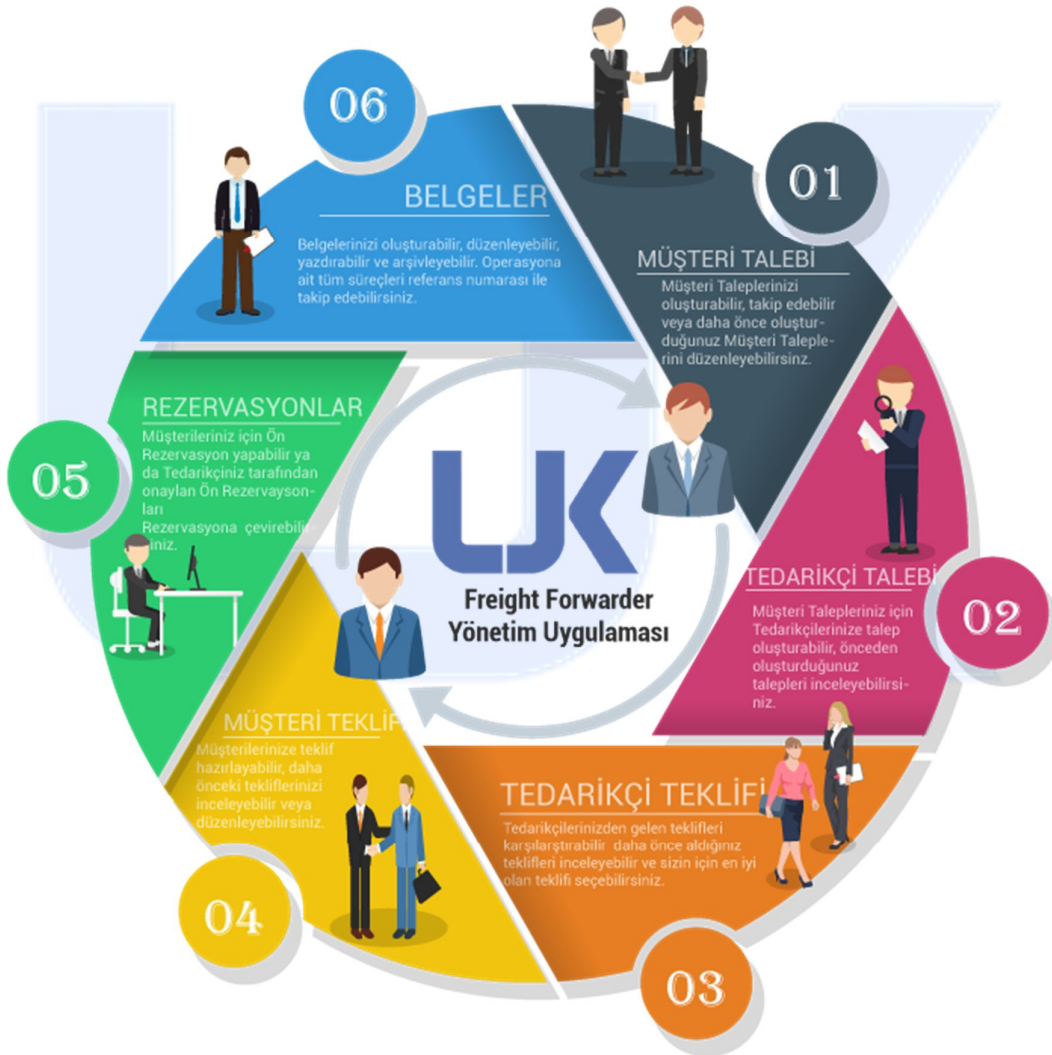 01
MÜŞTERİ TALEBİ
Müşteri Taleplerinizi
oluşturabilir, takip edebilir
veya daha önce oluştur-
duğunuz Müşteri Taleple-
rini düzenleyebilirsinz.
02
TEDARİKÇİ TALEBİ
Müşteri Talepleriniz için
Tedarikçilerinize talep
oluşturabilir, önceden
oluşturduğunuz
talepleri inceleyebilirsi-
niz.
03
TEDARİKÇİ TEKLİFİ
Tedarikçilerinizden gelen teklifleri
karşılarştırabilir daha önce aldığınız
teklifleri inceleyebilir ve sizin için en iyi
olan teklifi seçebilirsiniz.
04
MÜŞTERİ TEKLİF
Müşterilerinize teklif
hazırlayabilir, daha
önceki tekliflerinizi
inceleyebilir veya
düzenleyebilirsiniz.
05
REZERVASYONLAR
Müşterileriniz için Ön
Rezervasyon yapabilir ya
da Tedarikçiniz tarafından
onaylan Ön Rezervayson-
ları
Rezervasyona çevirebilir-
iniz.
06
BELGELER
Belgelerinizi oluşturabilir, düzenleyebilir,
yazdırabilir ve arşivleyebilir. Operasyona
ait tüm süreçleri referans numarası ile
takip edebilirsiniz.
UK
Freight Forwarder
Yönetim Uygulaması